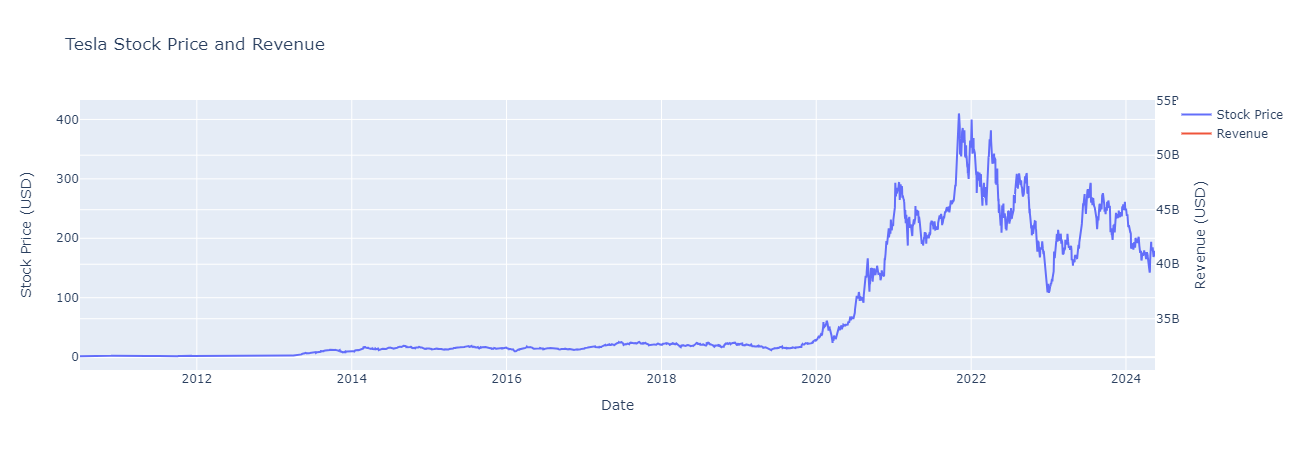 Tesla Stock Price and Revenue
Stock Price
Revenue
Stock Price (USD)
400
300
200
100
0
Revenue (USD)
55B
50B
45B
40B
35B
2012
2014
2016
2018
2020
2022
2024
Date